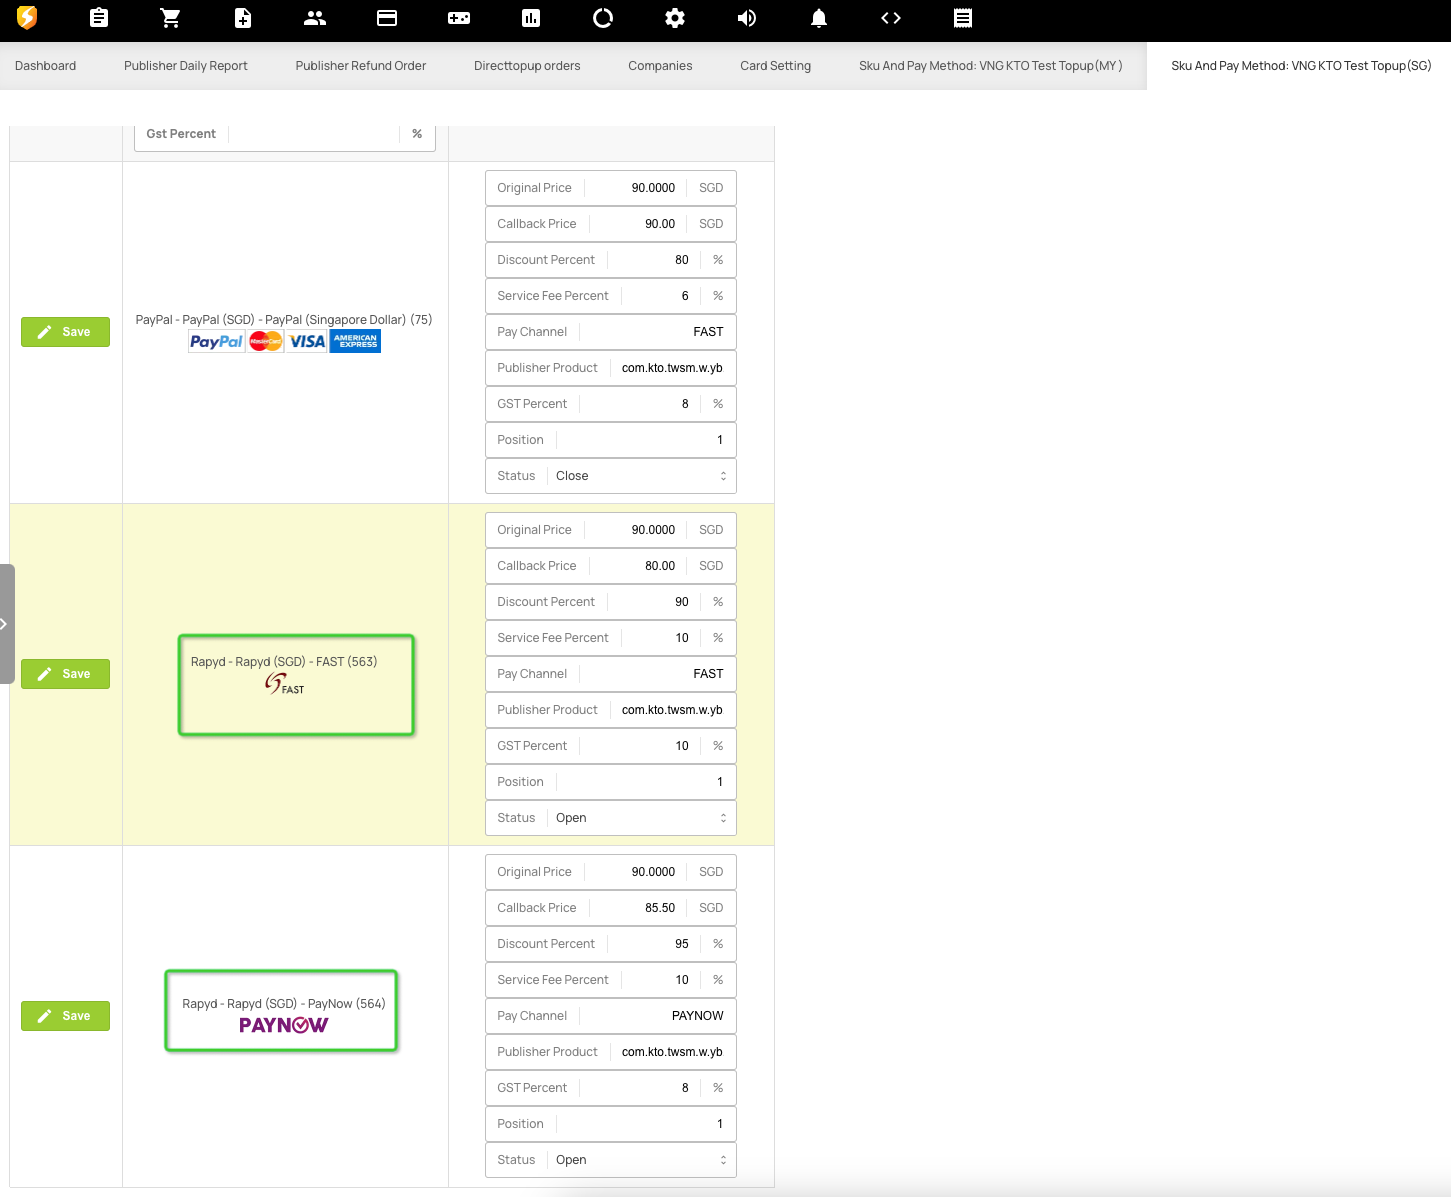 Dashboard
Publisher Daily Report
Publisher Refund Order
Directtopup orders
Companies
Card Setting
Sku And Pay Method: VNG KTO Test Topup(MY )
Sku And Pay Method: VNG KTO Test Topup(SG)
Gst Percent %
Save
PayPal - PayPal (SGD) - PayPal (Singapore Dollar) (75)
PayPal MasterCard VISA AMERICAN EXPRESS
Original Price 90.0000 SGD
Callback Price 90.00 SGD
Discount Percent 80 %
Service Fee Percent 6 %
Pay Channel FAST
Publisher Product com.kto.twsm.w.yb
GST Percent 8 %
Position 1
Status Close
Save
Rapyd - Rapyd (SGD) - FAST (563)
FAST
Original Price 90.0000 SGD
Callback Price 80.00 SGD
Discount Percent 90 %
Service Fee Percent 10 %
Pay Channel FAST
Publisher Product com.kto.twsm.w.yb
GST Percent 10 %
Position 1
Status Open
Save
Rapyd - Rapyd (SGD) - PayNow (564)
PAYNOW
Original Price 90.0000 SGD
Callback Price 85.50 SGD
Discount Percent 95 %
Service Fee Percent 10 %
Pay Channel PAYNOW
Publisher Product com.kto.twsm.w.yb
GST Percent 8 %
Position 1
Status Open